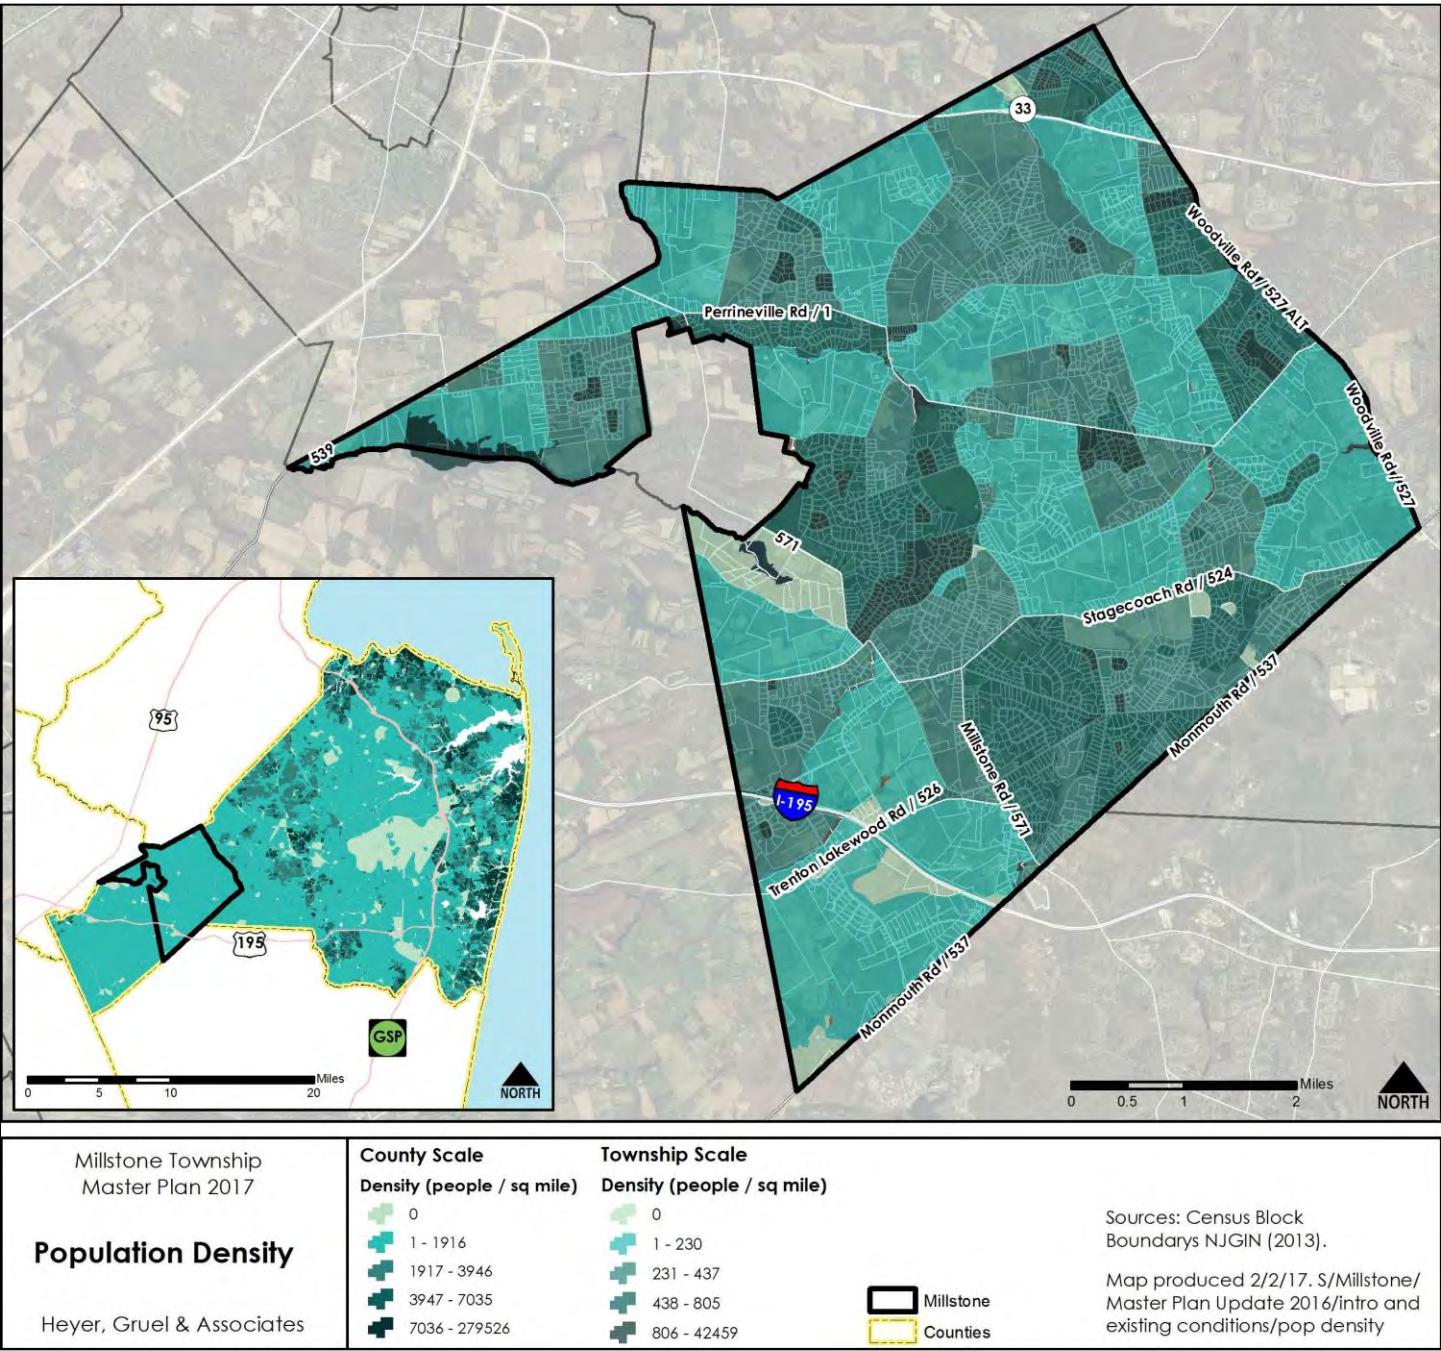 33
Woodville Rd / 527 ALT
Perrineville Rd / 1
Woodville Rd / 527
539
571
Stagecoach Rd / 524
Monmouth Rd / 537
Millstone Rd / 571
I-195
Trenton Lakewood Rd / 526
Monmouth Rd / 537
95
195
GSP
Miles
0 5 10 20
NORTH
Miles
0 0.5 1 2
NORTH
Millstone Township
Master Plan 2017
Population Density
Heyer, Gruel & Associates
County Scale
Density (people / sq mile)
0
1 - 1916
1917 - 3946
3947 - 7035
7036 - 279526
Township Scale
Density (people / sq mile)
0
1 - 230
231 - 437
438 - 805
806 - 42459
Millstone
Counties
Sources: Census Block
Boundarys NJGIN (2013).
Map produced 2/2/17. S/Millstone/
Master Plan Update 2016/intro and
existing conditions/pop density